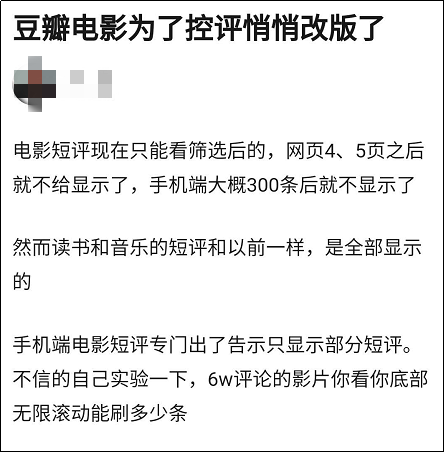 豆瓣电影为了控评悄悄改版了
电影短评现在只能看筛选后的，网页4、5页之后
就不给显示了，手机端大概300条后就不显示了
然而读书和音乐的短评和以前一样，是全部显示
的
手机端电影短评专门出了告示只显示部分短评。
不信的自己实验一下，6w评论的影片你看你底部
无限滚动能刷多少条